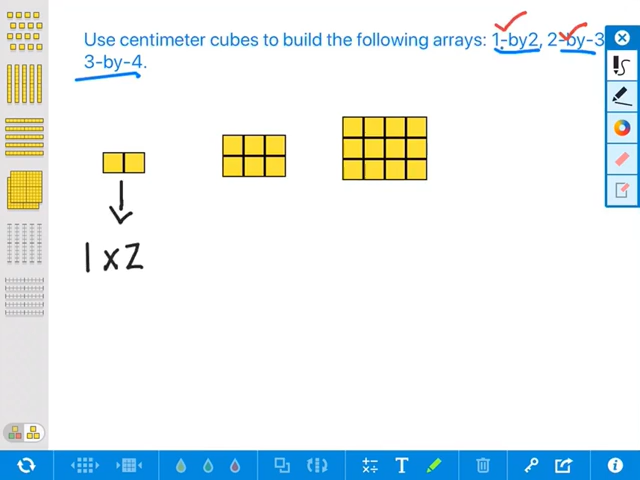 Use centimeter cubes to build the following arrays: 1-by2, 2-by-3
3-by-4.
1 x 2
T